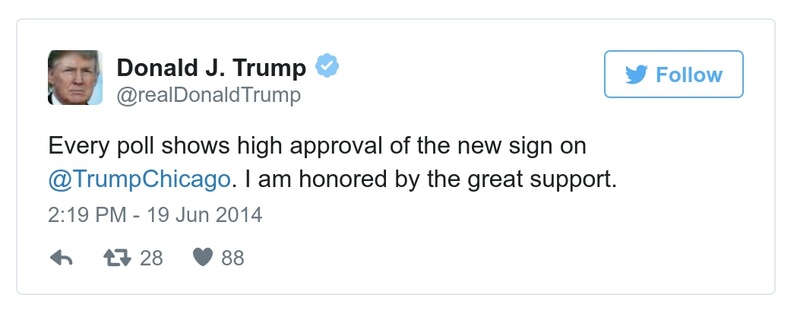 Donald J. Trump
@realDonaldTrump
Follow
Every poll shows high approval of the new sign on
@TrumpChicago. I am honored by the great support.
2:19 PM - 19 Jun 2014
28 88